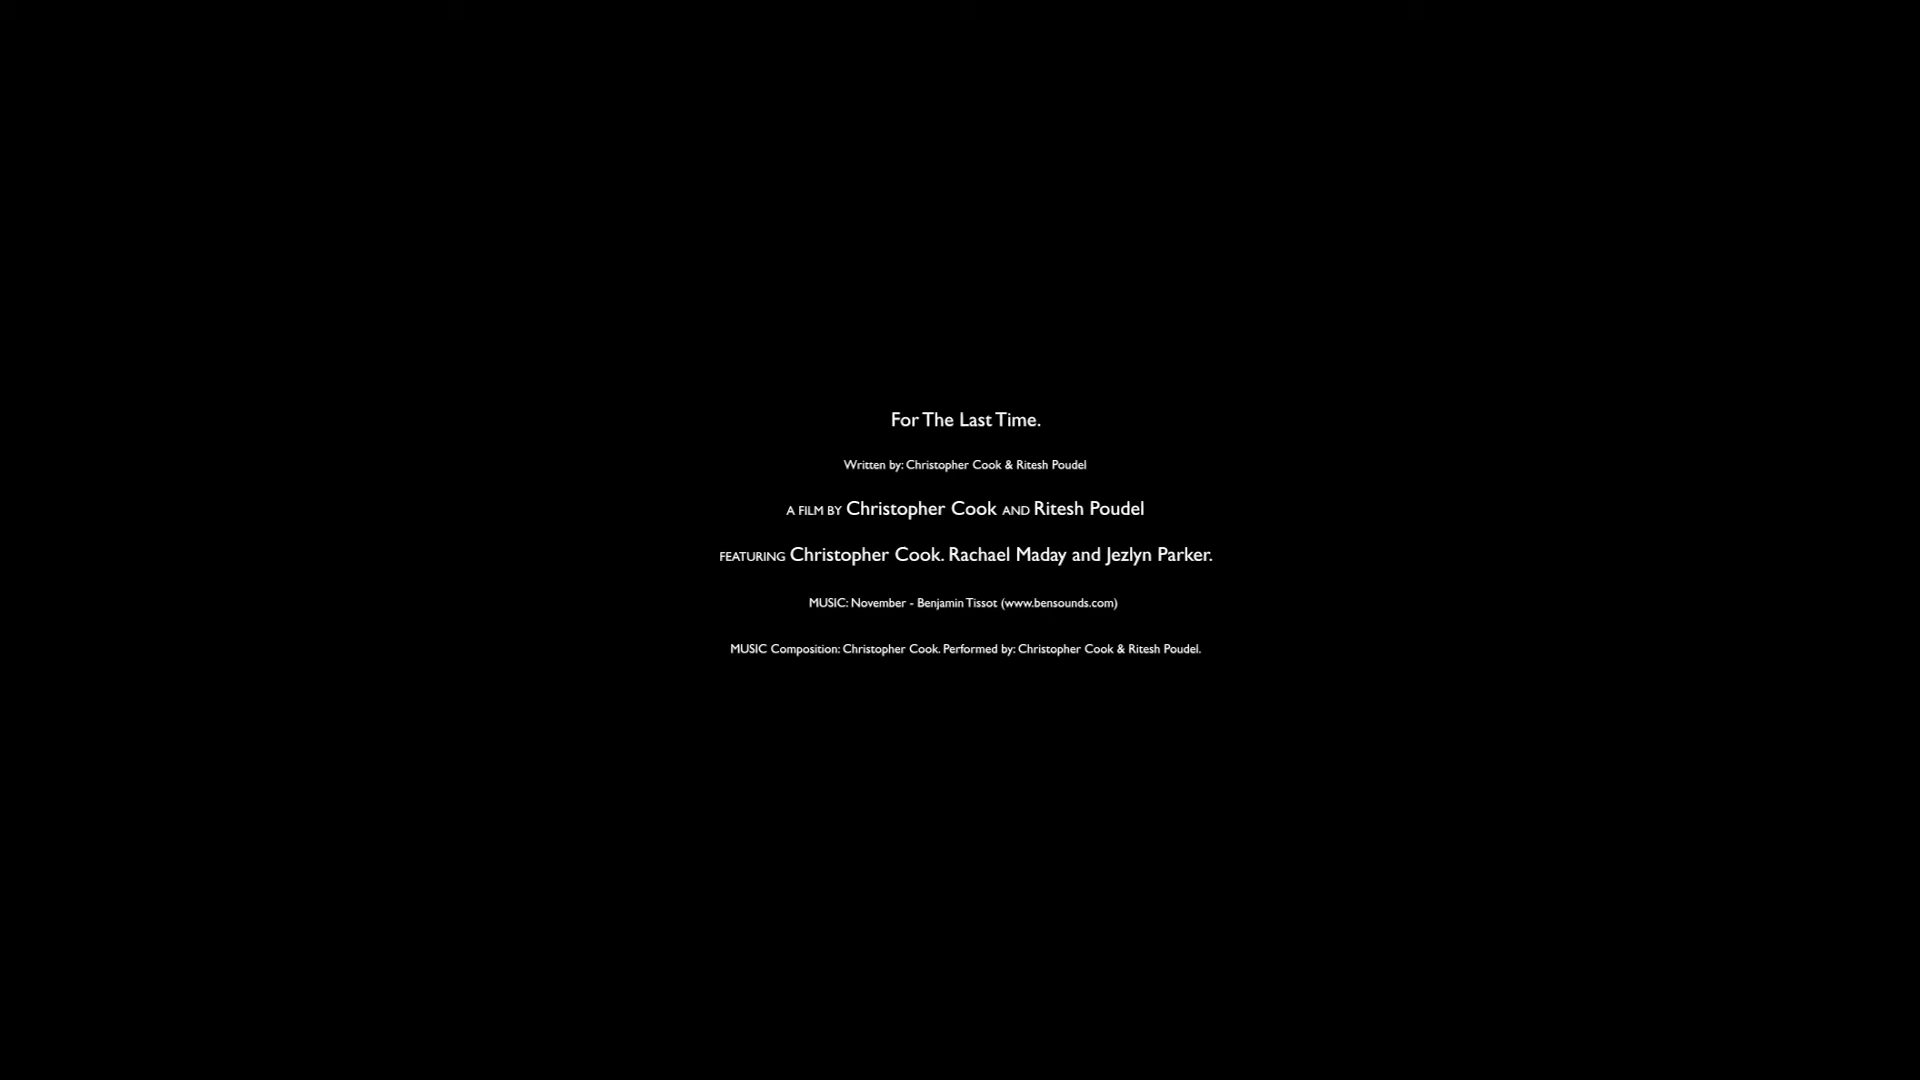 For The Last Time.
Written by: Christopher Cook & Ritesh Poudel
A FILM BY Christopher Cook AND Ritesh Poudel
FEATURING Christopher Cook. Rachael Maday and Jezlyn Parker.
MUSIC: November - Benjamin Tissot (www.bensounds.com)
MUSIC Composition: Christopher Cook. Performed by: Christopher Cook & Ritesh Poudel.